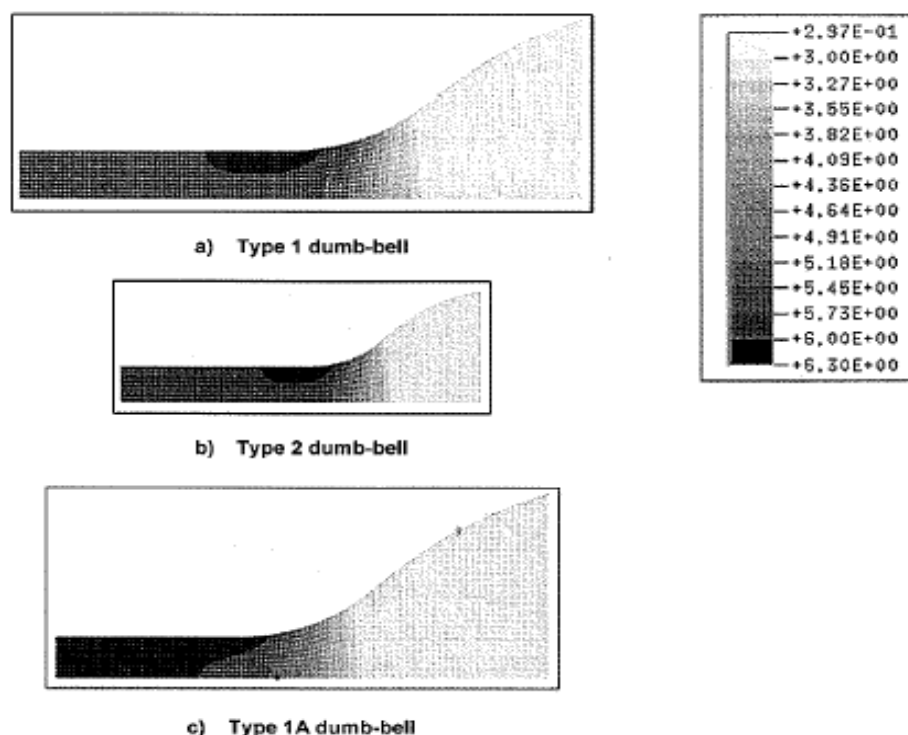 +2.97E-01
+3.00E+00
+3.27E+00
+3.55E+00
+3.82E+00
+4.09E+00
+4.36E+00
+4.64E+00
+4.91E+00
+5.18E+00
+5.45E+00
+5.73E+00
+6.00E+00
+6.30E+00
a) Type 1 dumb-bell
b) Type 2 dumb-bell
c) Type 1A dumb-bell